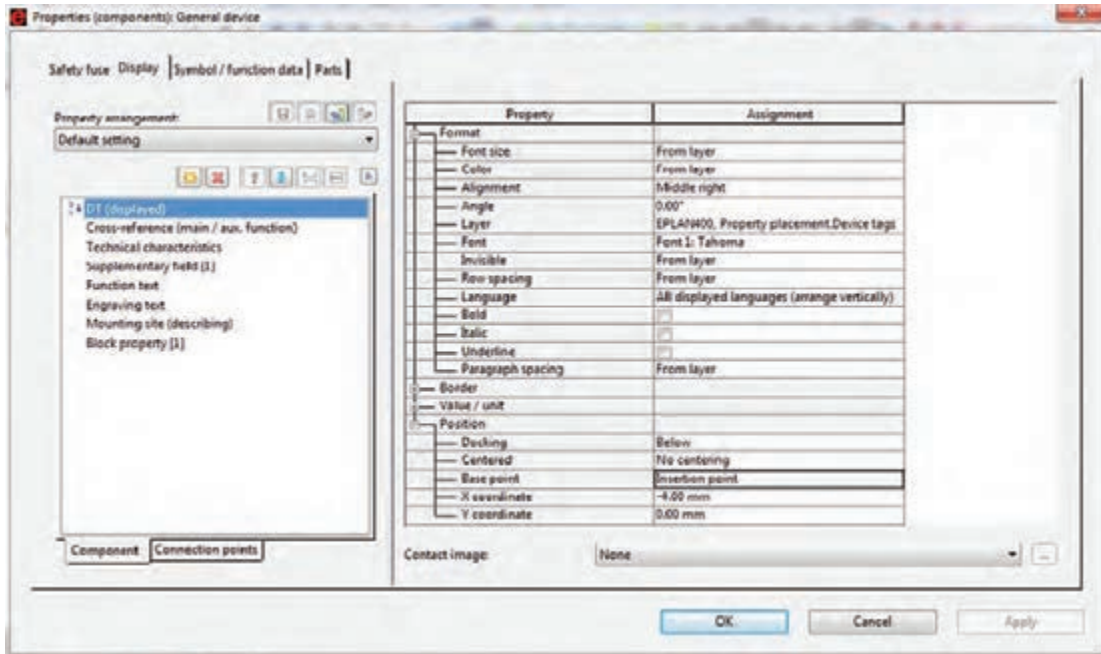 Properties (components): General device
Safety fuse Display Symbol / function data Parts
Property arrangement:
Default setting
DT (displayed)
Cross-reference (main / aux. function)
Technical characteristics
Supplementary field [1]
Function text
Engraving text
Mounting site (describing)
Block property [1]
Component Connection points
Property Assignment
Format
Font size From layer
Color From layer
Alignment Middle right
Angle 0.00°
Layer EPLAN400, Property placement.Device tags
Font Font 1: Tahoma
Invisible From layer
Row spacing From layer
Language All displayed languages (arrange vertically)
Bold
Italic
Underline
Paragraph spacing From layer
Border
Value / unit
Position
Docking Below
Centered No centering
Base point Insertion point
X coordinate -4.00 mm
Y coordinate 0.00 mm
Contact image: None ...
OK Cancel Apply